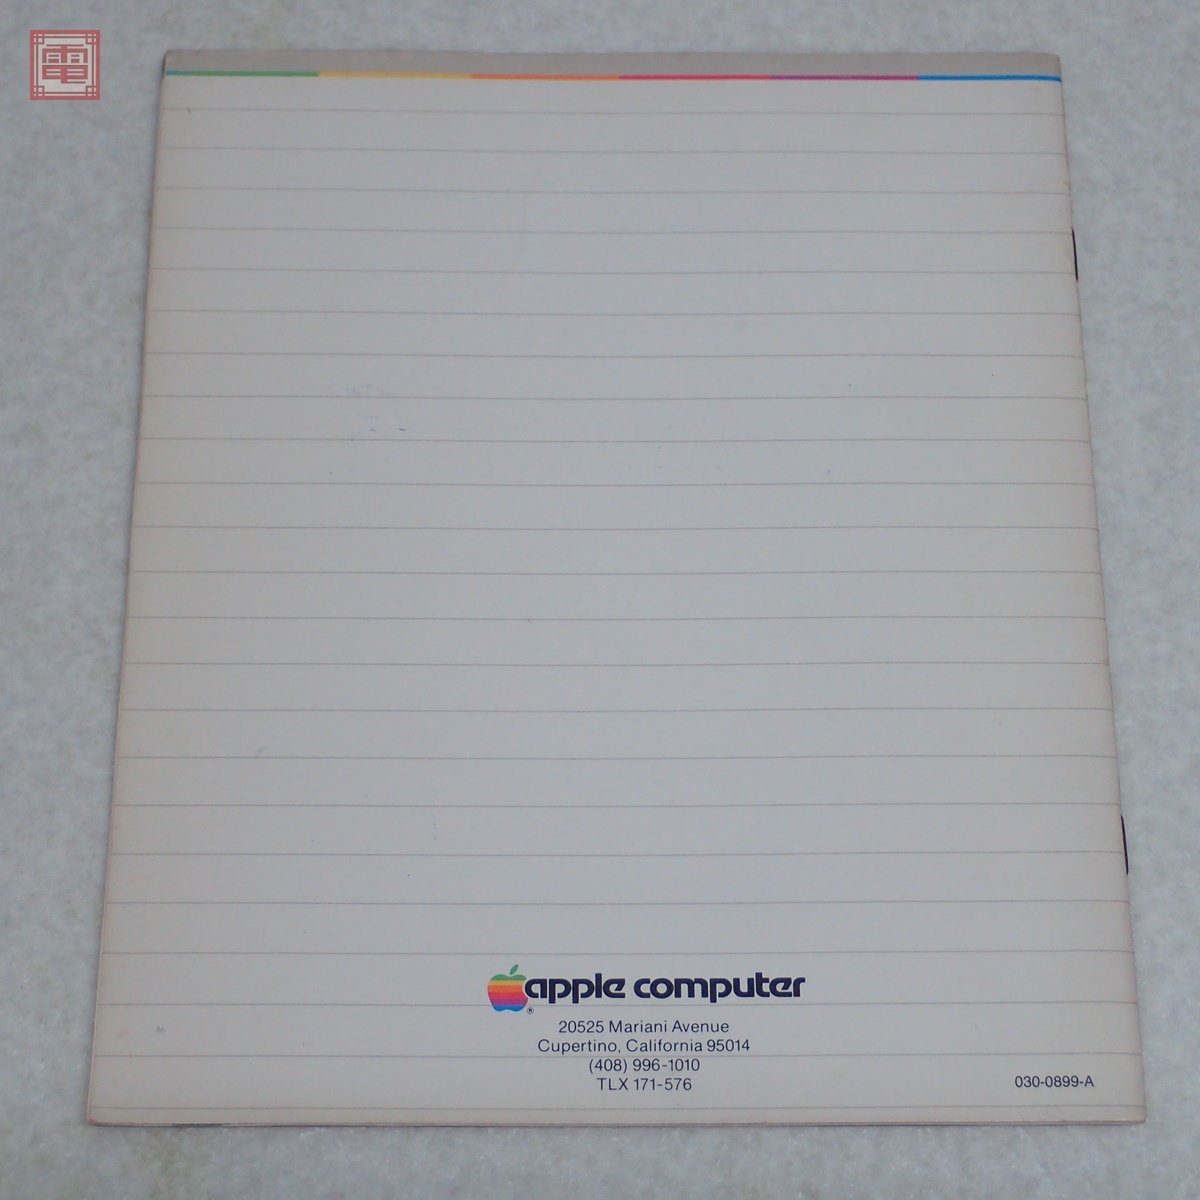 電
apple computer®
20525 Mariani Avenue
Cupertino, California 95014
(408) 996-1010
TLX 171-576
030-0899-A